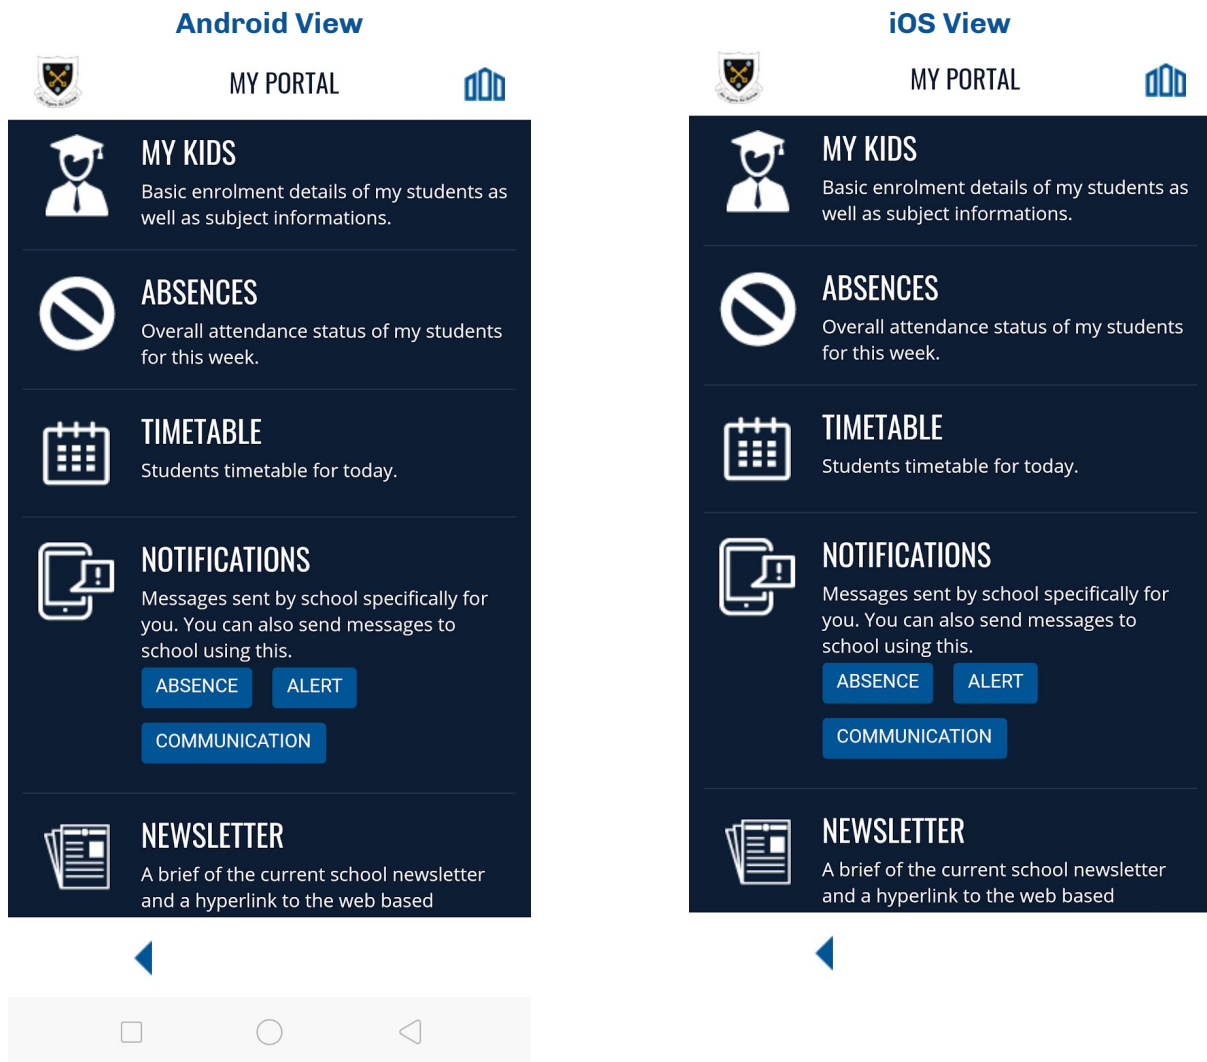 Android View
MY PORTAL
MY KIDS
Basic enrolment details of my students as
well as subject informations.
ABSENCES
Overall attendance status of my students
for this week.
TIMETABLE
Students timetable for today.
NOTIFICATIONS
Messages sent by school specifically for
you. You can also send messages to
school using this.
ABSENCE ALERT
COMMUNICATION
NEWSLETTER
A brief of the current school newsletter
and a hyperlink to the web based
iOS View
MY PORTAL
MY KIDS
Basic enrolment details of my students as
well as subject informations.
ABSENCES
Overall attendance status of my students
for this week.
TIMETABLE
Students timetable for today.
NOTIFICATIONS
Messages sent by school specifically for
you. You can also send messages to
school using this.
ABSENCE ALERT
COMMUNICATION
NEWSLETTER
A brief of the current school newsletter
and a hyperlink to the web based